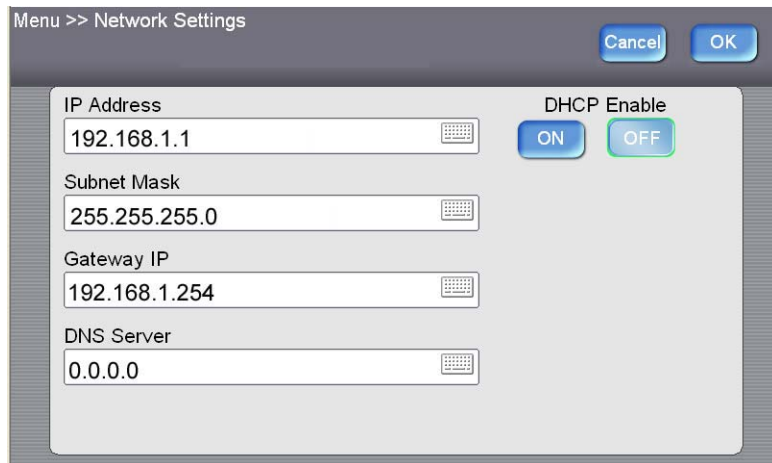 Menu >> Network Settings
Cancel
OK
IP Address
192.168.1.1
DHCP Enable
ON
OFF
Subnet Mask
255.255.255.0
Gateway IP
192.168.1.254
DNS Server
0.0.0.0